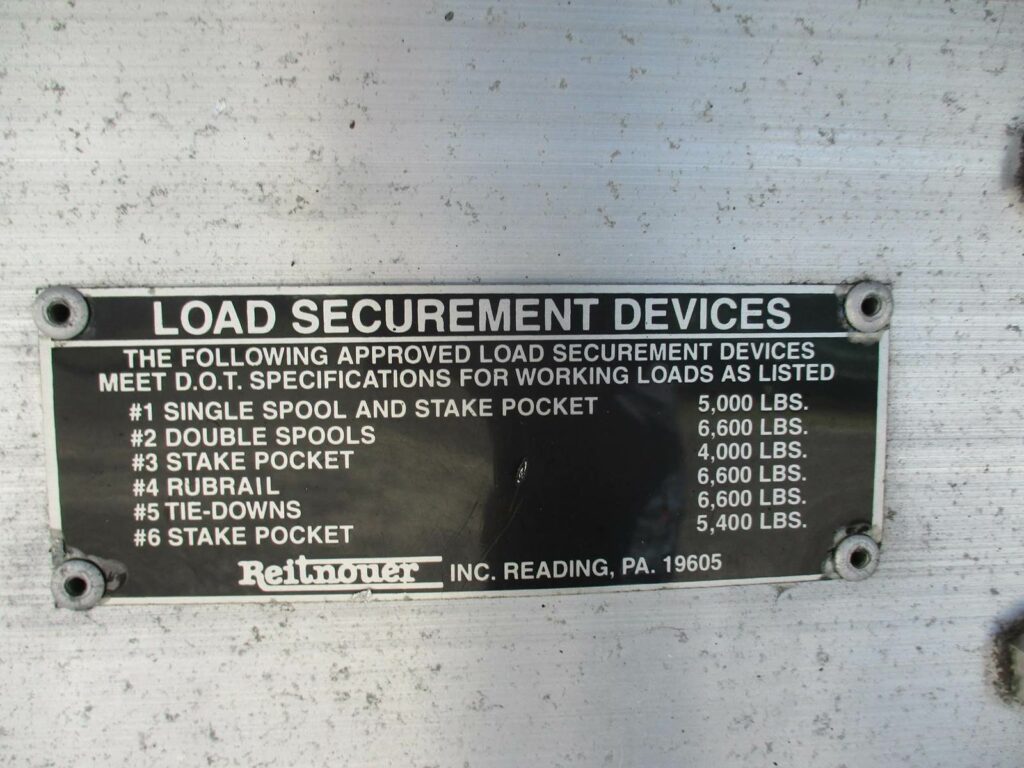 LOAD SECUREMENT DEVICES
THE FOLLOWING APPROVED LOAD SECUREMENT DEVICES
MEET D.O.T. SPECIFICATIONS FOR WORKING LOADS AS LISTED
#1 SINGLE SPOOL AND STAKE POCKET 5,000 LBS.
#2 DOUBLE SPOOLS 6,600 LBS.
#3 STAKE POCKET 4,000 LBS.
#4 RUBRAIL 6,600 LBS.
#5 TIE-DOWNS 6,600 LBS.
#6 STAKE POCKET 5,400 LBS.
Reitnouer INC. READING, PA. 19605